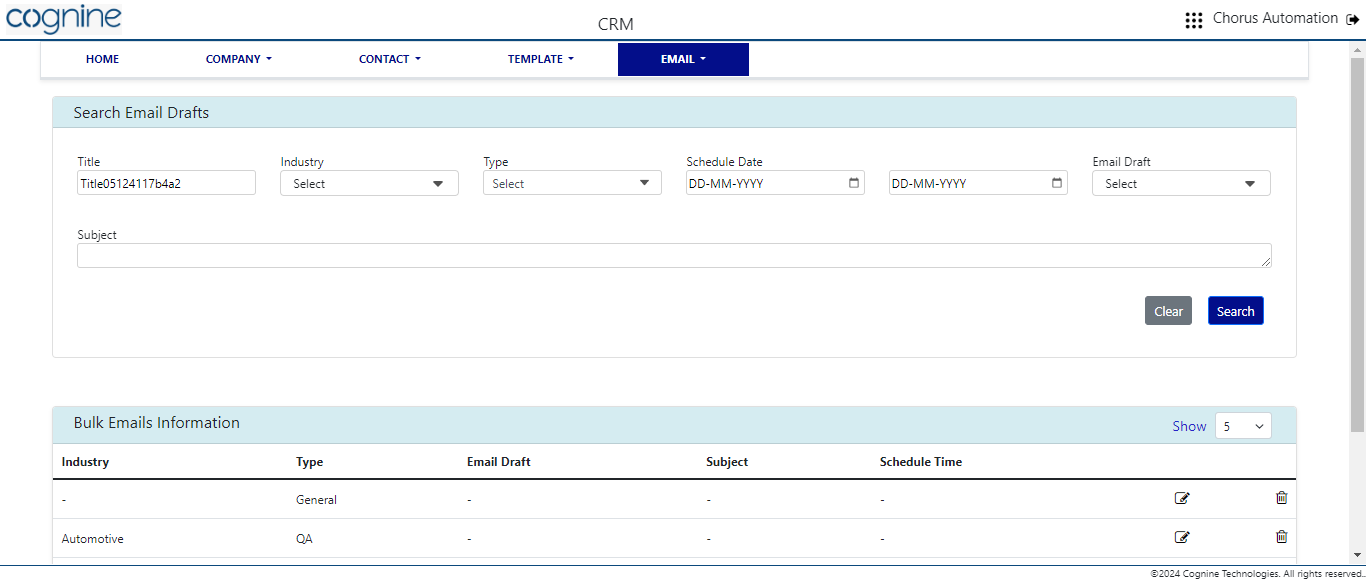 cognine
CRM
Chorus Automation
HOME
COMPANY
CONTACT
TEMPLATE
EMAIL
Search Email Drafts
Title
Industry
Type
Schedule Date
Email Draft
Title05124117b4a2
Select
Select
DD-MM-YYYY
DD-MM-YYYY
Select
Subject
Clear
Search
Bulk Emails Information
Show
5
Industry Type Email Draft Subject Schedule Time
- General - - -
Automotive QA - - -
©2024 Cognine Technologies. All rights reserved.